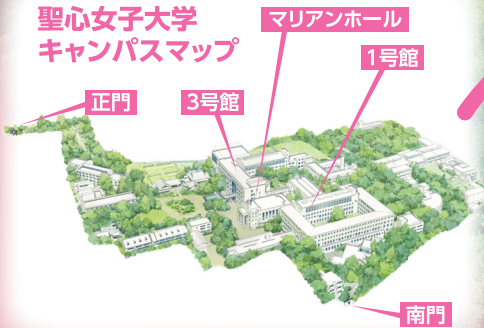 聖心女子大学
キャンパスマップ
マリアンホール
1号館
正門
3号館
南門